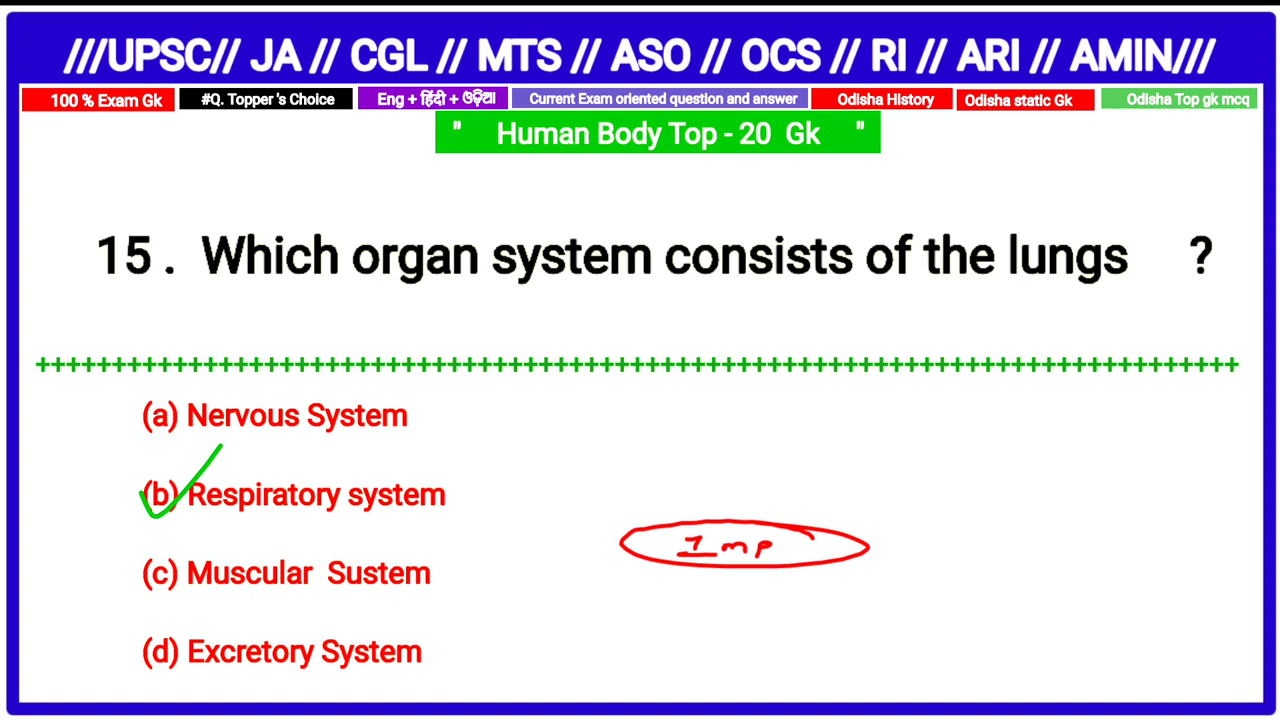 ///UPSC// JA // CGL // MTS // ASO // OCS // RI // ARI // AMIN///
100 % Exam Gk #Q. Topper 's Choice Eng + हिंदी + ଓଡ଼ିଆ Current Exam oriented question and answer Odisha History Odisha static Gk Odisha Top gk mcq
" Human Body Top - 20 Gk "
15 . Which organ system consists of the lungs ?
++++++++++++++++++++++++++++++++++++++++++++++++++++++++++++++++++++++++++++++
(a) Nervous System
(b) Respiratory system
Imp
(c) Muscular Sustem
(d) Excretory System